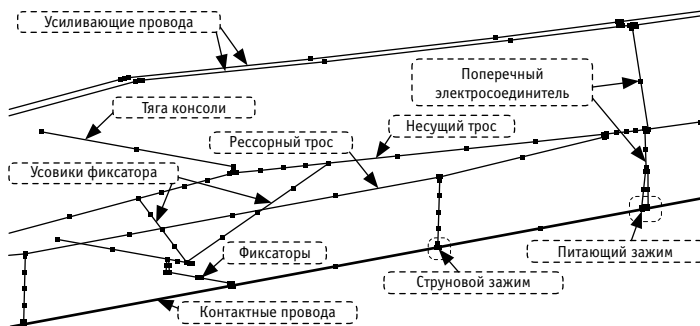 Усиливающие провода
Поперечный
электросоединитель
Тяга консоли
Несущий трос
Рессорный трос
Усовики фиксатора
Фиксаторы
Питающий зажим
Струновой зажим
Контактные провода